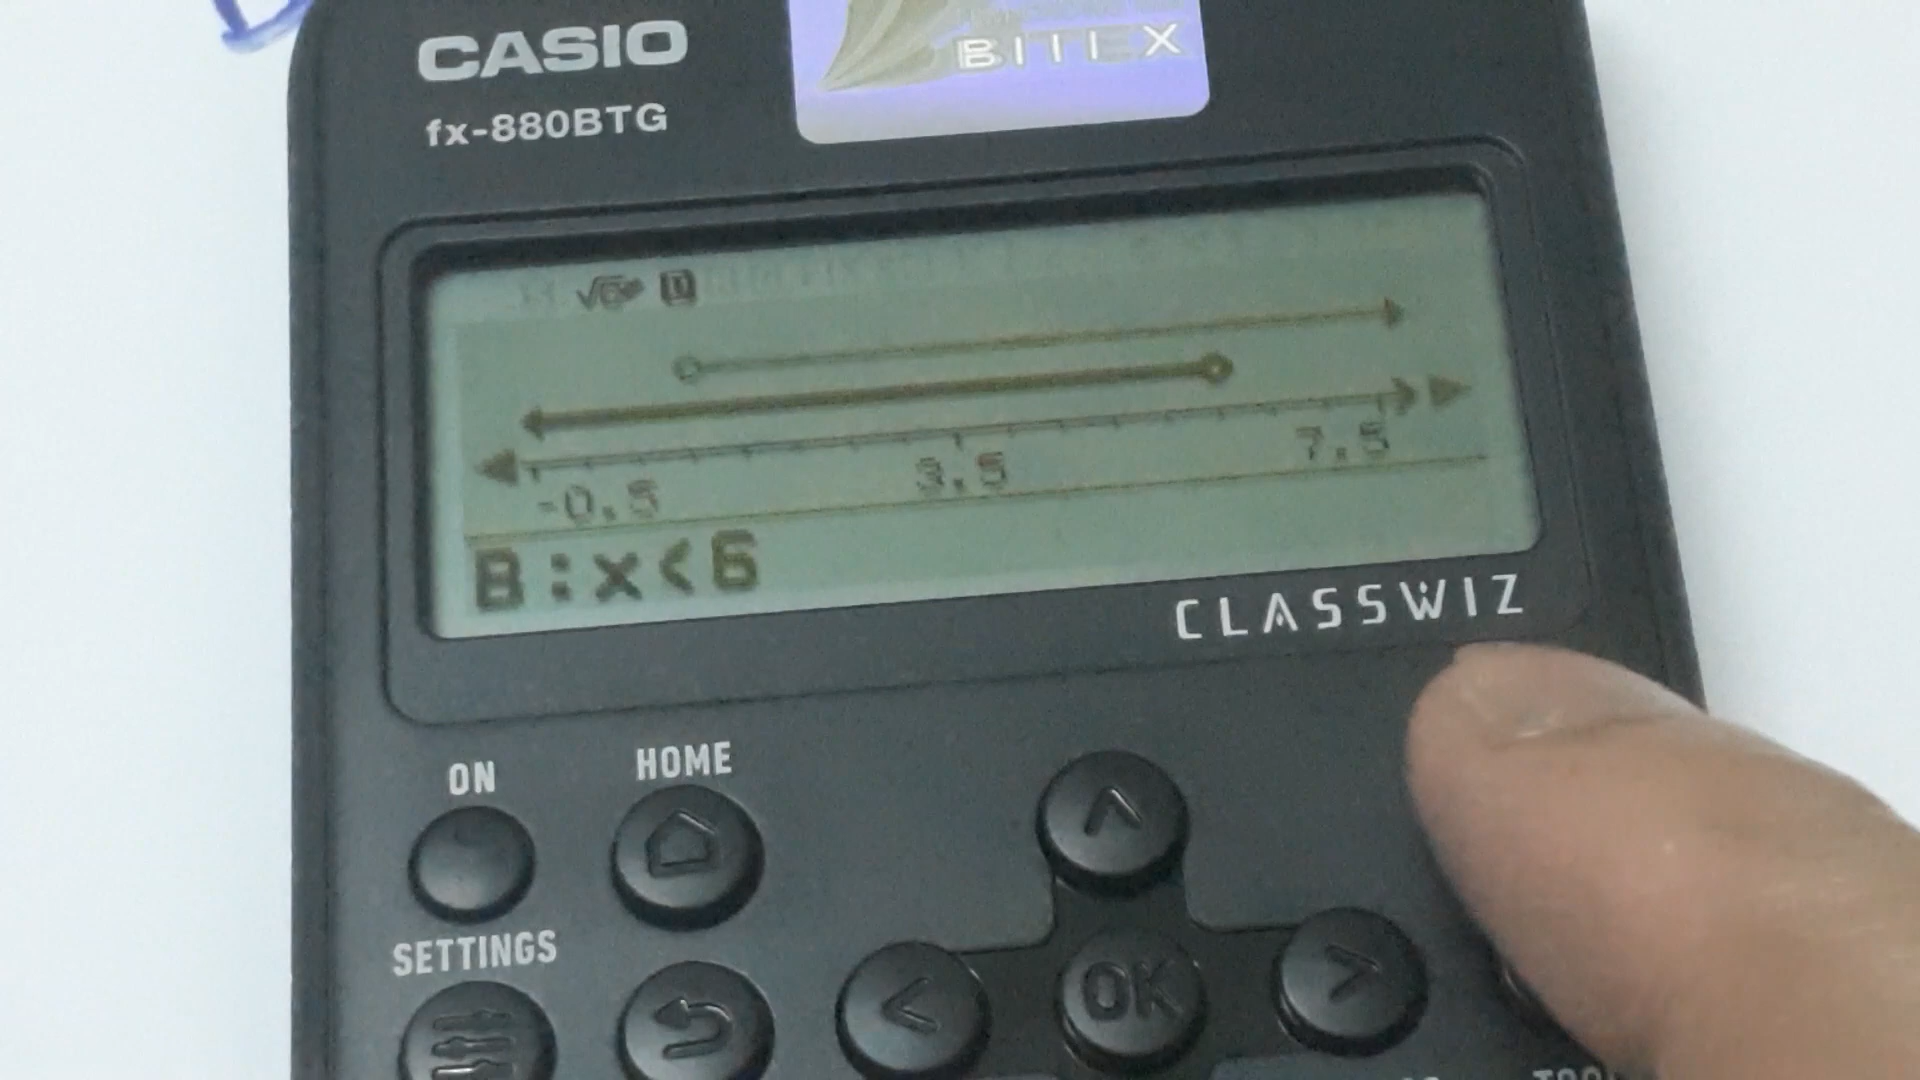 CASIO
BITEX
fx-880BTG
-0.5
3.5
7.5
B:x<6
CLASSWIZ
ON
HOME
SETTINGS
OK